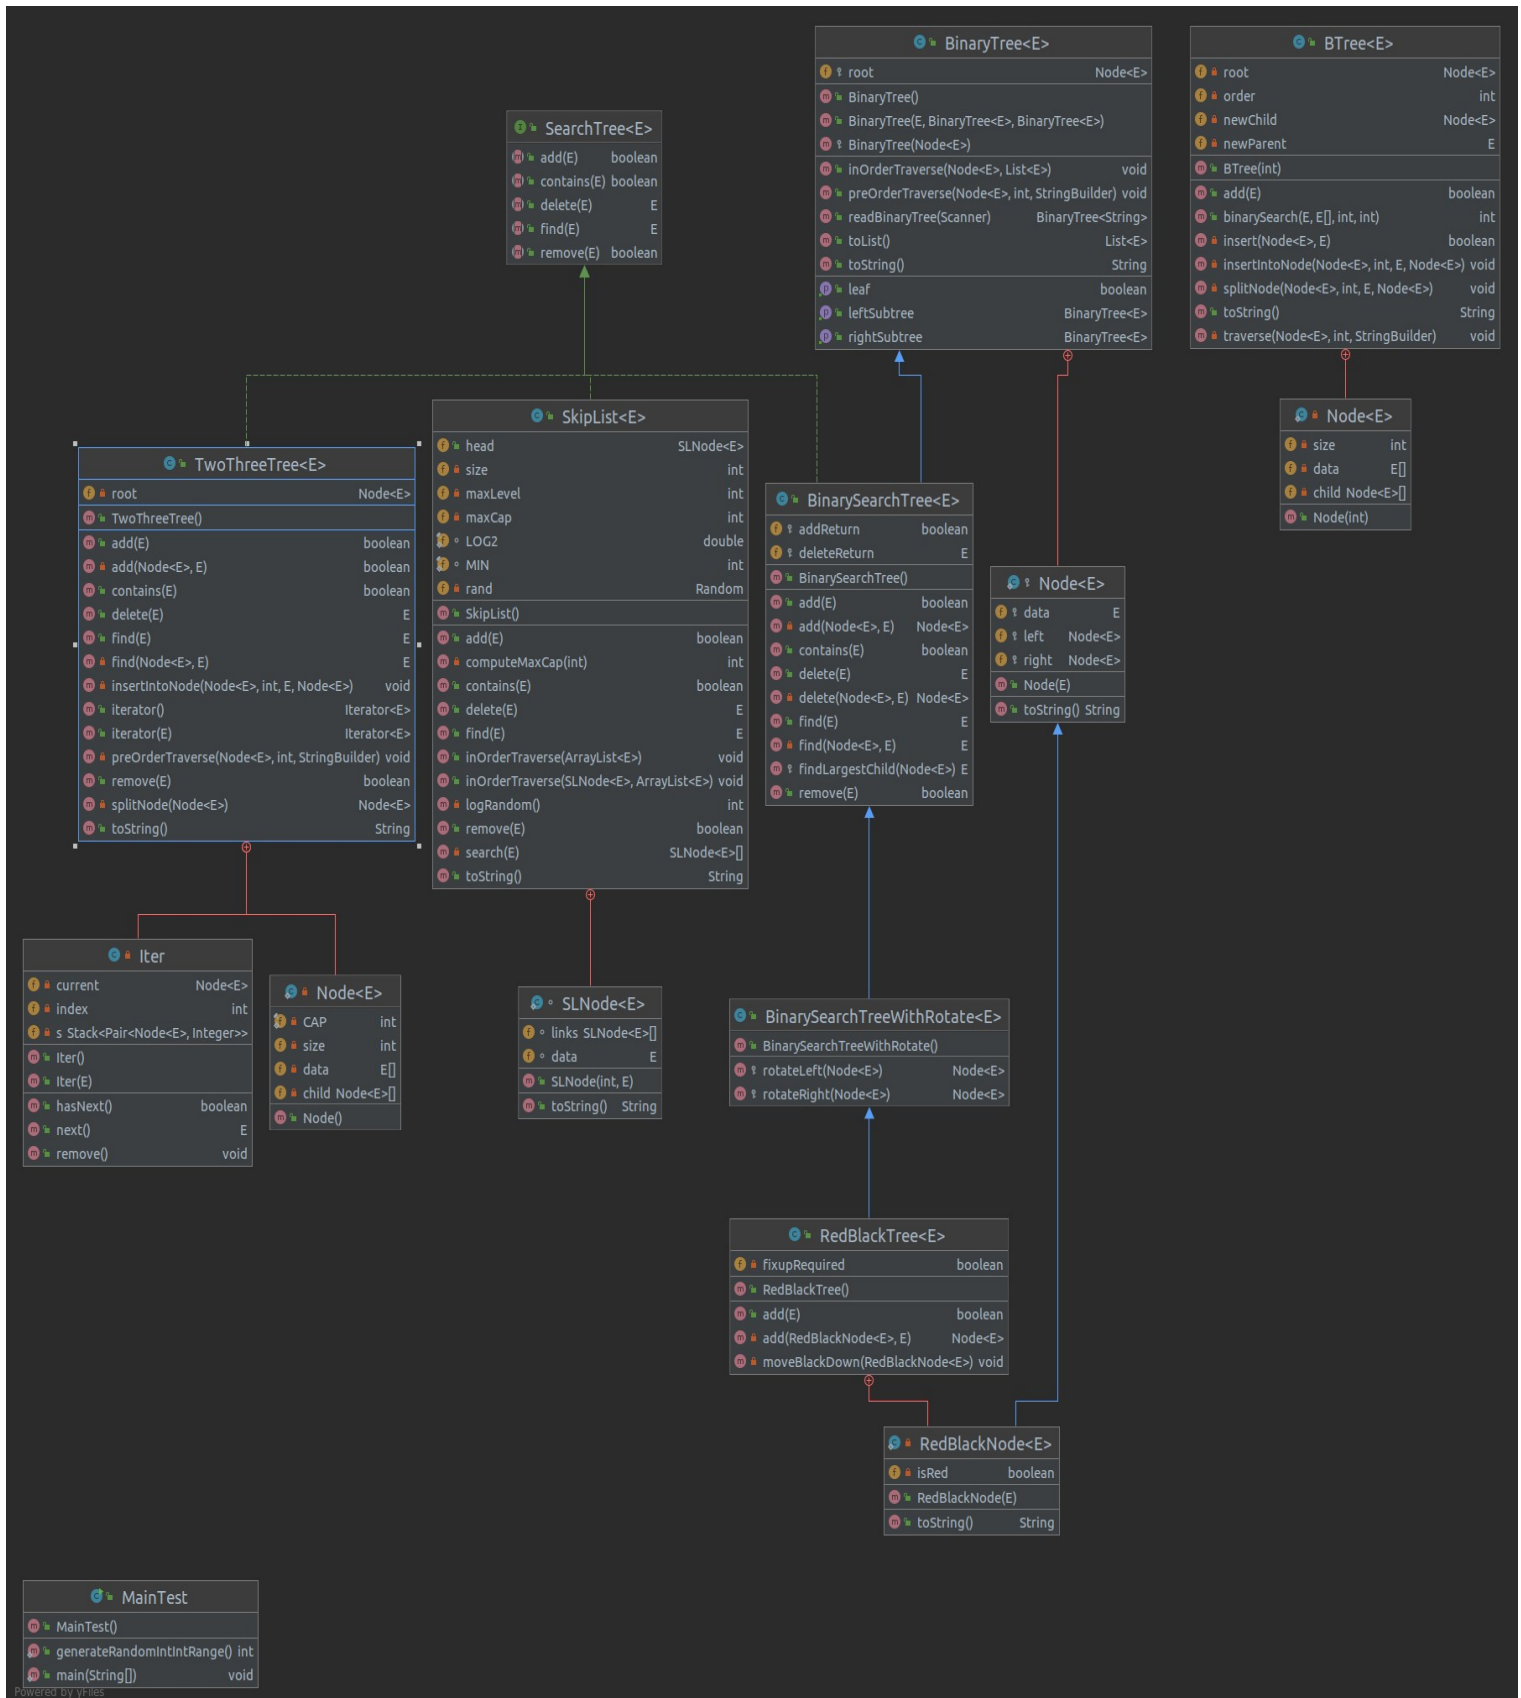 BinaryTree<E>
root Node<E>
BinaryTree()
BinaryTree(E, BinaryTree<E>, BinaryTree<E>)
BinaryTree(Node<E>)
inOrderTraverse(Node<E>, List<E>) void
preOrderTraverse(Node<E>, int, StringBuilder) void
readBinaryTree(Scanner) BinaryTree<String>
toList() List<E>
toString() String
leaf boolean
leftSubtree BinaryTree<E>
rightSubtree BinaryTree<E>
BTree<E>
root Node<E>
order int
newChild Node<E>
newParent E
BTree(int)
add(E) boolean
binarySearch(E, E[], int, int) int
insert(Node<E>, E) boolean
insertIntoNode(Node<E>, int, E, Node<E>) void
splitNode(Node<E>, int, E, Node<E>) void
toString() String
traverse(Node<E>, int, StringBuilder) void
SearchTree<E>
add(E) boolean
contains(E) boolean
delete(E) E
find(E) E
remove(E) boolean
TwoThreeTree<E>
root Node<E>
TwoThreeTree()
add(E) boolean
add(Node<E>, E) boolean
contains(E) boolean
delete(E) E
find(E) E
find(Node<E>, E) E
insertIntoNode(Node<E>, int, E, Node<E>) void
iterator() Iterator<E>
iterator(E) Iterator<E>
preOrderTraverse(Node<E>, int, StringBuilder) void
remove(E) boolean
splitNode(Node<E>) Node<E>
toString() String
SkipList<E>
head SLNode<E>
size int
maxLevel int
maxCap int
LOG2 double
MIN int
rand Random
SkipList()
add(E) boolean
computeMaxCap(int) int
contains(E) boolean
delete(E) E
find(E) E
inOrderTraverse(ArrayList<E>) void
inOrderTraverse(SLNode<E>, ArrayList<E>) void
logRandom() int
remove(E) boolean
search(E) SLNode<E>[]
toString() String
BinarySearchTree<E>
addReturn boolean
deleteReturn E
BinarySearchTree()
add(E) boolean
add(Node<E>, E) Node<E>
contains(E) boolean
delete(E) E
delete(Node<E>, E) Node<E>
find(E) E
find(Node<E>, E) E
findLargestChild(Node<E>) E
remove(E) boolean
Node<E>
data E
left Node<E>
right Node<E>
Node(E)
toString() String
Node<E>
size int
data E[]
child Node<E>[]
Node(int)
Iter
current Node<E>
index int
s Stack<Pair<Node<E>, Integer>>
Iter()
Iter(E)
hasNext() boolean
next() E
remove() void
Node<E>
CAP int
size int
data E[]
child Node<E>[]
Node()
SLNode<E>
links SLNode<E>[]
data E
SLNode(int, E)
toString() String
BinarySearchTreeWithRotate<E>
BinarySearchTreeWithRotate()
rotateLeft(Node<E>) Node<E>
rotateRight(Node<E>) Node<E>
RedBlackTree<E>
fixupRequired boolean
RedBlackTree()
add(E) boolean
add(RedBlackNode<E>, E) Node<E>
moveBlackDown(RedBlackNode<E>) void
RedBlackNode<E>
isRed boolean
RedBlackNode(E)
toString() String
MainTest
MainTest()
generateRandomIntIntRange() int
main(String[]) void
Powered by yFiles